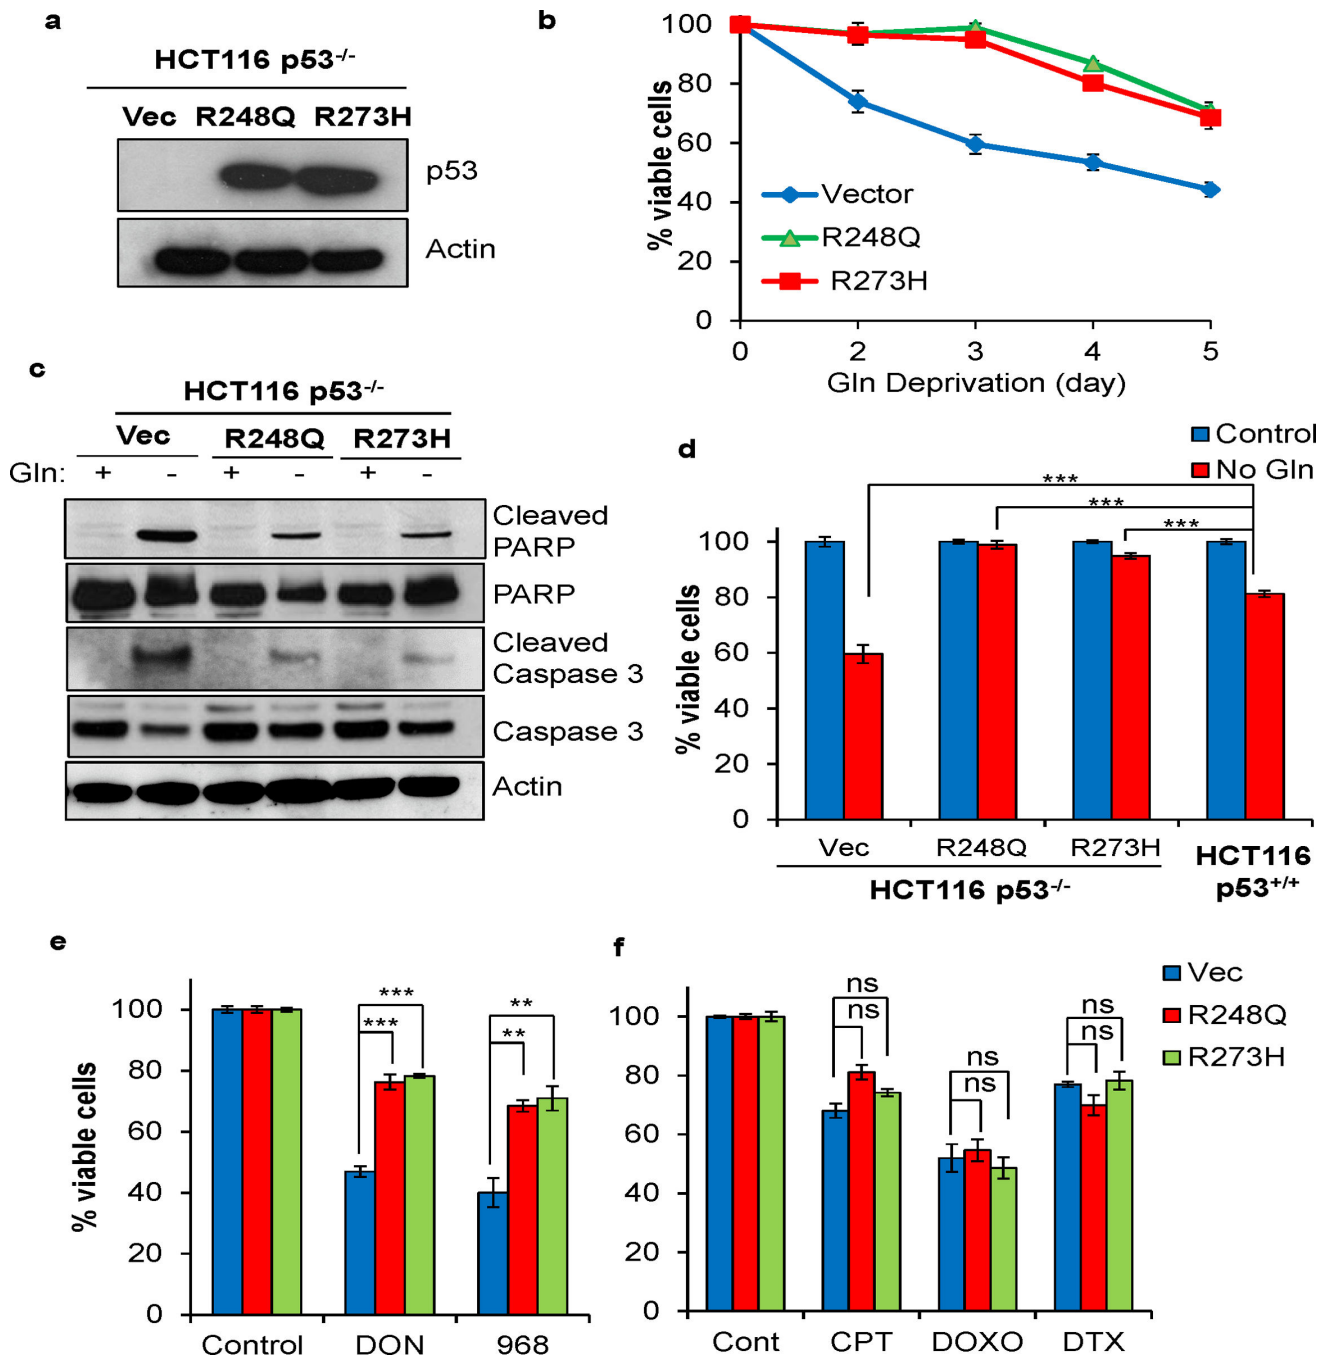 a
HCT116 p53-/-
Vec R248Q R273H
p53
Actin
b
% viable cells
100
80
60
40
20
0
Vector
R248Q
R273H
0 2 3 4 5
Gln Deprivation (day)
c
HCT116 p53-/-
Vec R248Q R273H
Gln: + - + - + -
Cleaved
PARP
PARP
Cleaved
Caspase 3
Caspase 3
Actin
d
Control
No Gln
***
***
***
% viable cells
100
80
60
40
20
0
Vec R248Q R273H
HCT116 p53-/-
HCT116
p53+/+
e
% viable cells
100
80
60
40
20
0
***
***
**
**
Control DON 968
f
Vec
R248Q
R273H
% viable cells
100
80
60
40
20
0
ns
ns
ns
ns
ns
ns
Cont CPT DOXO DTX